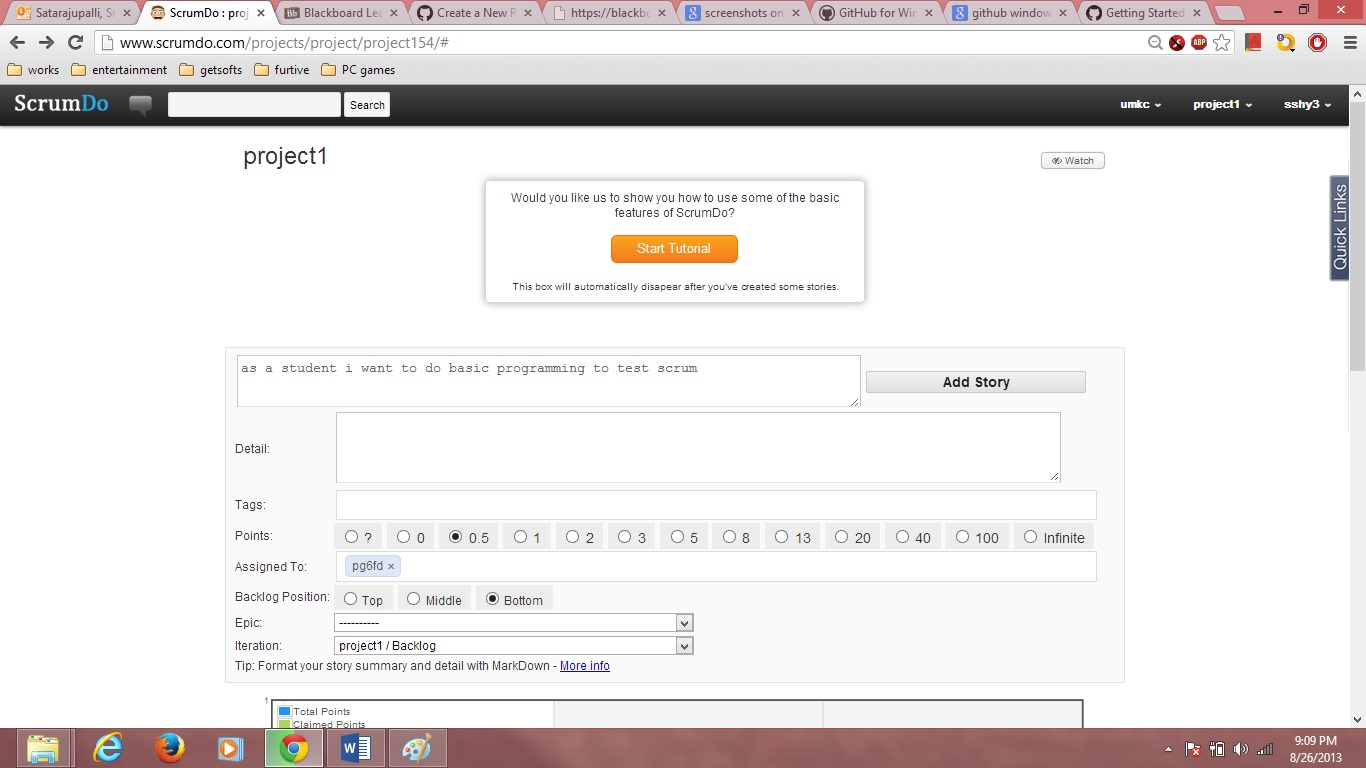 Satarajupalli, Sr
ScrumDo : proj
Blackboard Lea
Create a New R
https://blackbo
screenshots on
GitHub for Win
github window
Getting Started
www.scrumdo.com/projects/project/project154/#
works entertainment getsofts furtive PC games
ScrumDo Search umkc project1 sshy3
project1
Watch
Would you like us to show you how to use some of the basic
features of ScrumDo?
Start Tutorial
This box will automatically disapear after you've created some stories.
Quick Links
as a student i want to do basic programming to test scrum
Add Story
Detail:
Tags:
Points: ? 0 0.5 1 2 3 5 8 13 20 40 100 Infinite
Assigned To: pg6fd ×
Backlog Position: Top Middle Bottom
Epic: ----------
Iteration: project1 / Backlog
Tip: Format your story summary and detail with MarkDown - More info
1
Total Points
Claimed Points
9:09 PM
8/26/2013